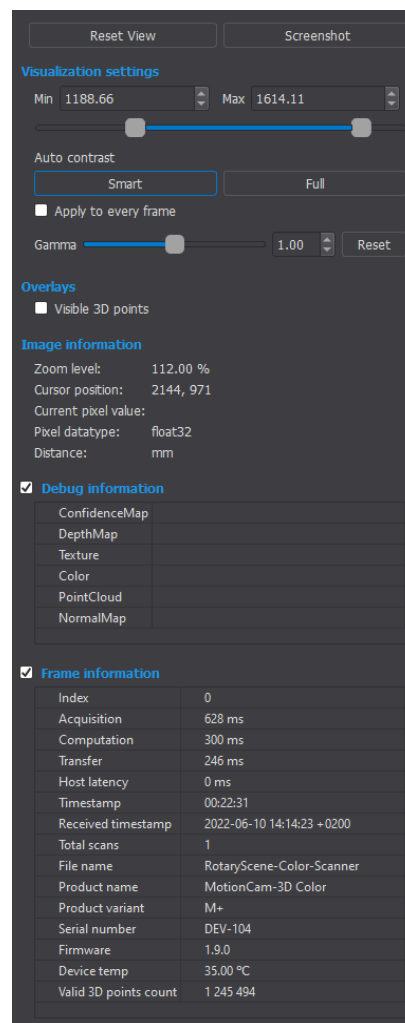 Reset View Screenshot
Visualization settings
Min 1188.66 Max 1614.11
Auto contrast
Smart Full
Apply to every frame
Gamma 1.00 Reset
Overlays
Visible 3D points
Image information
Zoom level: 112.00 %
Cursor position: 2144, 971
Current pixel value:
Pixel datatype: float32
Distance: mm
Debug information
ConfidenceMap
DepthMap
Texture
Color
PointCloud
NormalMap
Frame information
Index 0
Acquisition 628 ms
Computation 300 ms
Transfer 246 ms
Host latency 0 ms
Timestamp 00:22:31
Received timestamp 2022-06-10 14:14:23 +0200
Total scans 1
File name RotaryScene-Color-Scanner
Product name MotionCam-3D Color
Product variant M+
Serial number DEV-104
Firmware 1.9.0
Device temp 35.00 ºC
Valid 3D points count 1 245 494